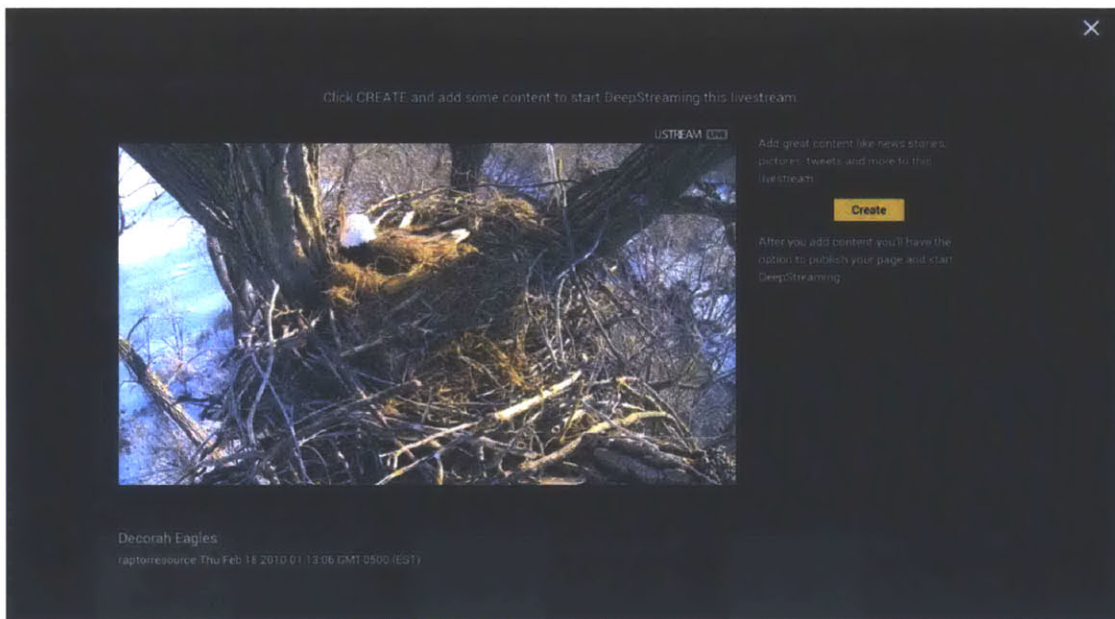 Click CREATE and add some content to start DeepStreaming this livestream.
USTREAM LIVE
Add great content like news stories,
pictures, tweets and more to this
livestream.
Create
After you add content you'll have the
option to publish your page and start
DeepStreaming
Decorah Eagles
raptorresource Thu Feb 18 2010 01:13:06 GMT-0500 (EST)